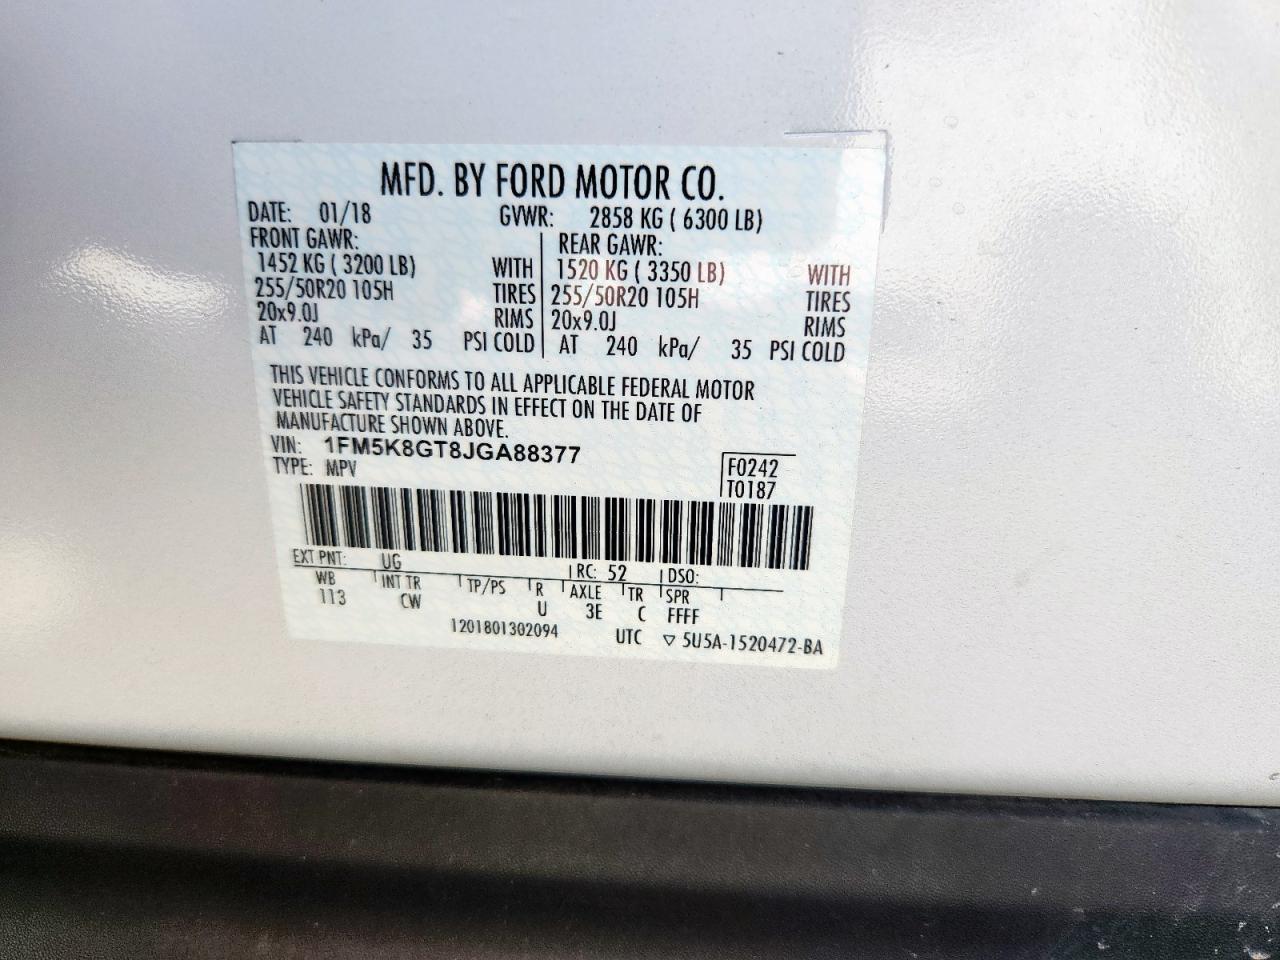 MFD. BY FORD MOTOR CO.
DATE: 01/18 GVWR: 2858 KG ( 6300 LB)
FRONT GAWR: REAR GAWR:
1452 KG ( 3200 LB) WITH 1520 KG ( 3350 LB) WITH
255/50R20 105H TIRES 255/50R20 105H TIRES
20x9.0J RIMS 20x9.0J RIMS
AT 240 kPa/ 35 PSI COLD AT 240 kPa/ 35 PSI COLD
THIS VEHICLE CONFORMS TO ALL APPLICABLE FEDERAL MOTOR
VEHICLE SAFETY STANDARDS IN EFFECT ON THE DATE OF
MANUFACTURE SHOWN ABOVE.
VIN: 1FM5K8GT8JGA88377
TYPE: MPV
F0242
T0187
EXT PNT: UG RC: 52 DSO:
WB INT TR TP/PS R AXLE TR SPR
113 CW U 3E C FFFF
1201801302094 UTC ▽ 5U5A-1520472-BA